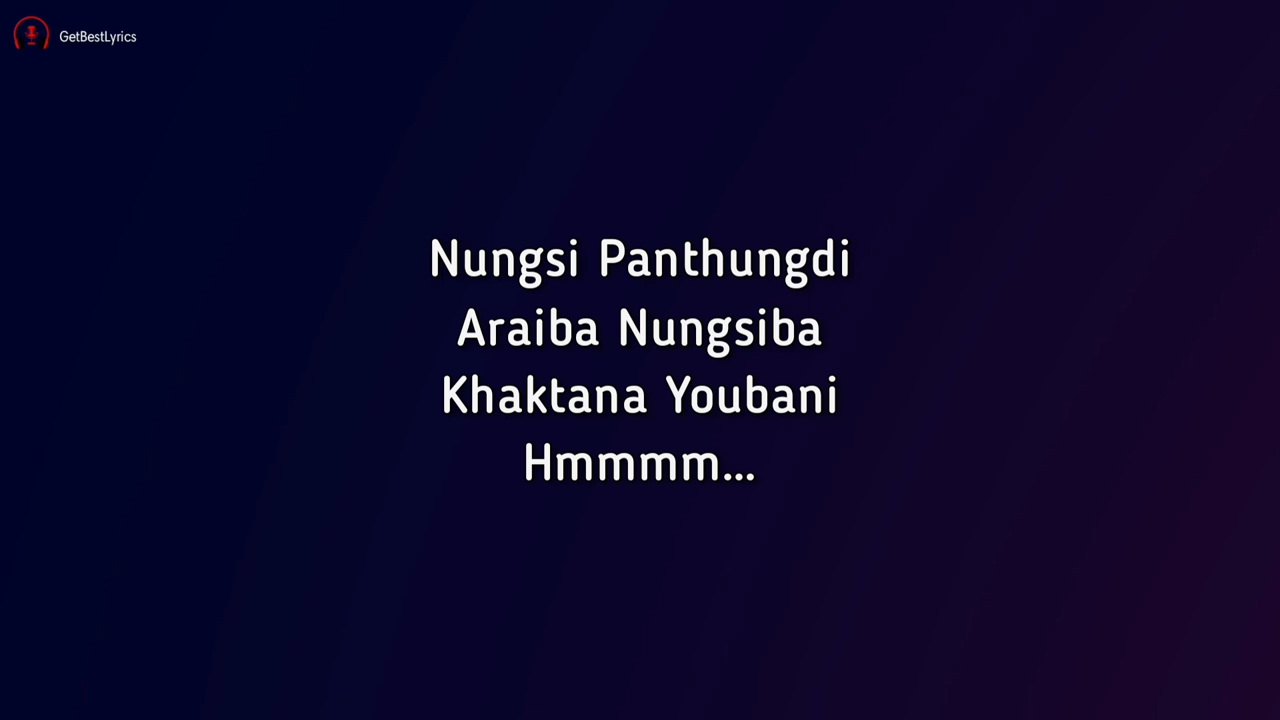 GetBestLyrics
Nungsi Panthungdi
Araiba Nungsiba
Khaktana Youbani
Hmmmm...